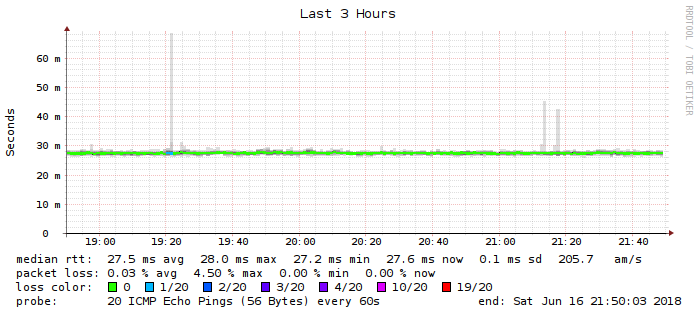 Last 3 Hours
RRDTOOL / TOBI OETIKER
Seconds
60 m
50 m
40 m
30 m
20 m
10 m
0
19:00 19:20 19:40 20:00 20:20 20:40 21:00 21:20 21:40
median rtt: 27.5 ms avg 28.0 ms max 27.2 ms min 27.6 ms now 0.1 ms sd 205.7 am/s
packet loss: 0.03 % avg 4.50 % max 0.00 % min 0.00 % now
loss color: 0 1/20 2/20 3/20 4/20 10/20 19/20
probe: 20 ICMP Echo Pings (56 Bytes) every 60s end: Sat Jun 16 21:50:03 2018